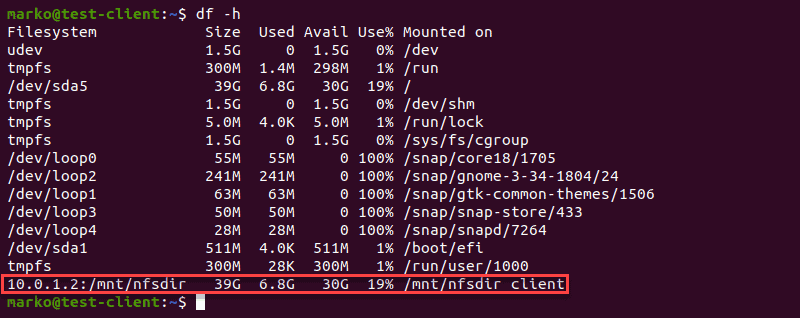 marko@test-client:~$ df -h
Filesystem Size Used Avail Use% Mounted on
udev 1.5G 0 1.5G 0% /dev
tmpfs 300M 1.4M 298M 1% /run
/dev/sda5 39G 6.8G 30G 19% /
tmpfs 1.5G 0 1.5G 0% /dev/shm
tmpfs 5.0M 4.0K 5.0M 1% /run/lock
tmpfs 1.5G 0 1.5G 0% /sys/fs/cgroup
/dev/loop0 55M 55M 0 100% /snap/core18/1705
/dev/loop2 241M 241M 0 100% /snap/gnome-3-34-1804/24
/dev/loop1 63M 63M 0 100% /snap/gtk-common-themes/1506
/dev/loop3 50M 50M 0 100% /snap/snap-store/433
/dev/loop4 28M 28M 0 100% /snap/snapd/7264
/dev/sda1 511M 4.0K 511M 1% /boot/efi
tmpfs 300M 28K 300M 1% /run/user/1000
10.0.1.2:/mnt/nfsdir 39G 6.8G 30G 19% /mnt/nfsdir_client
marko@test-client:~$